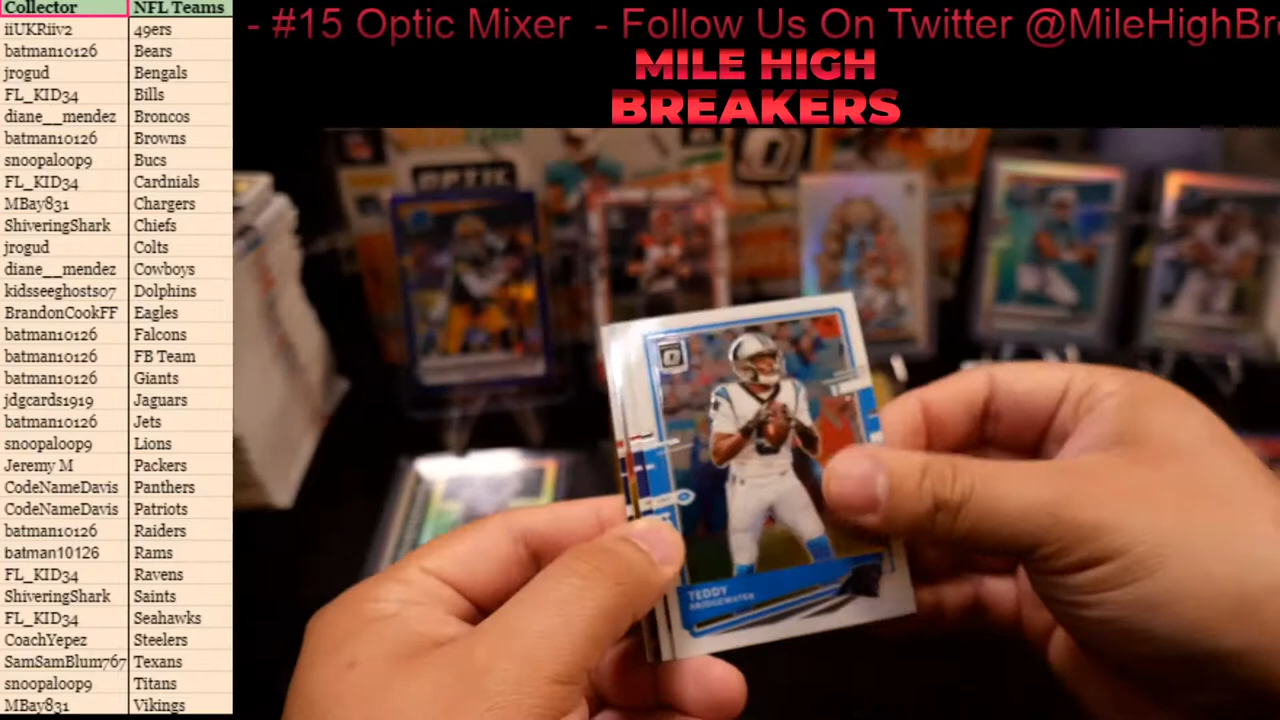 Collector NFL Teams
iiUKRiiv2 49ers
batman10126 Bears
jrogud Bengals
FL_KID34 Bills
diane__mendez Broncos
batman10126 Browns
snoopaloop9 Bucs
FL_KID34 Cardnials
MBay831 Chargers
ShiveringShark Chiefs
jrogud Colts
diane__mendez Cowboys
kidsseeghosts07 Dolphins
BrandonCookFF Eagles
batman10126 Falcons
batman10126 FB Team
batman10126 Giants
jdgcards1919 Jaguars
batman10126 Jets
snoopaloop9 Lions
Jeremy M Packers
CodeNameDavis Panthers
CodeNameDavis Patriots
batman10126 Raiders
batman10126 Rams
FL_KID34 Ravens
ShiveringShark Saints
FL_KID34 Seahawks
CoachYepez Steelers
SamSamBlum767 Texans
snoopaloop9 Titans
MBay831 Vikings
- #15 Optic Mixer - Follow Us On Twitter @MileHighBr
MILE HIGH
BREAKERS
OPTIC
TEDDY
BRIDGEWATER